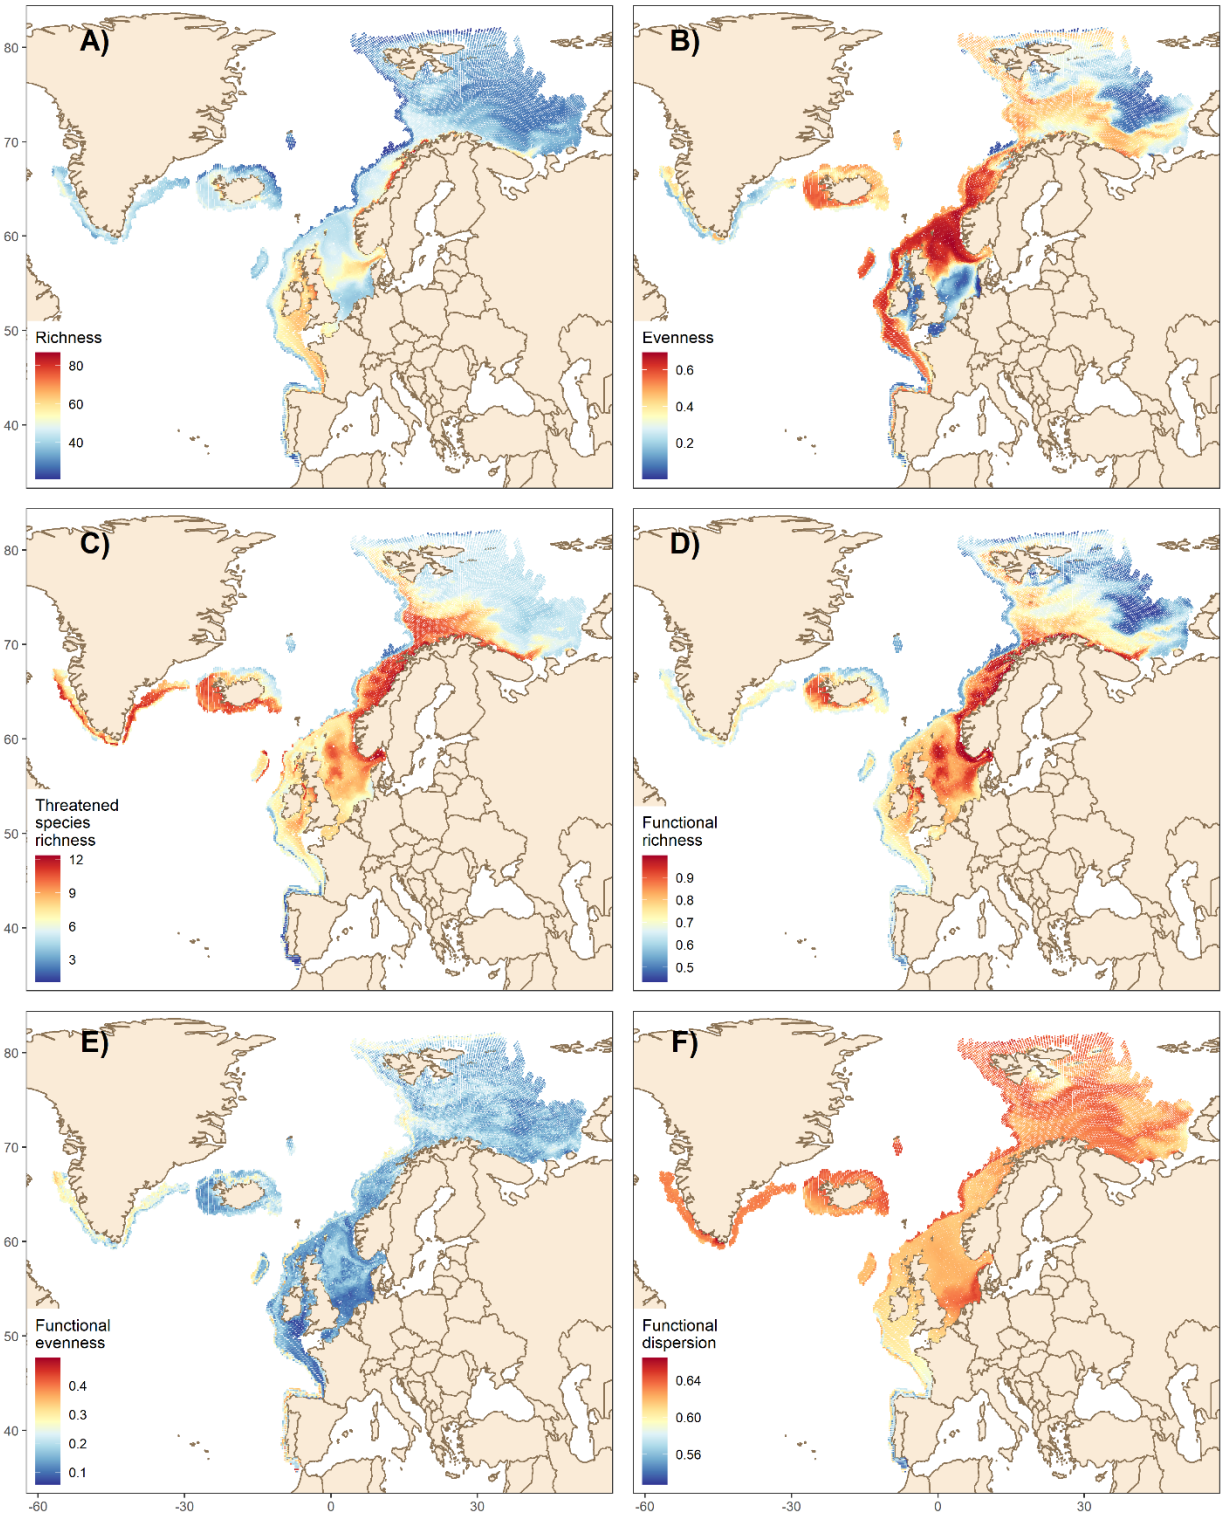 A)
B)
80
70
60
50
40
Richness
80
60
40
Evenness
0.6
0.4
0.2
C)
D)
80
70
60
50
40
Threatened
species
richness
12
9
6
3
Functional
richness
0.9
0.8
0.7
0.6
0.5
E)
F)
80
70
60
50
40
Functional
evenness
0.4
0.3
0.2
0.1
Functional
dispersion
0.64
0.60
0.56
-60 -30 0 30
-60 -30 0 30